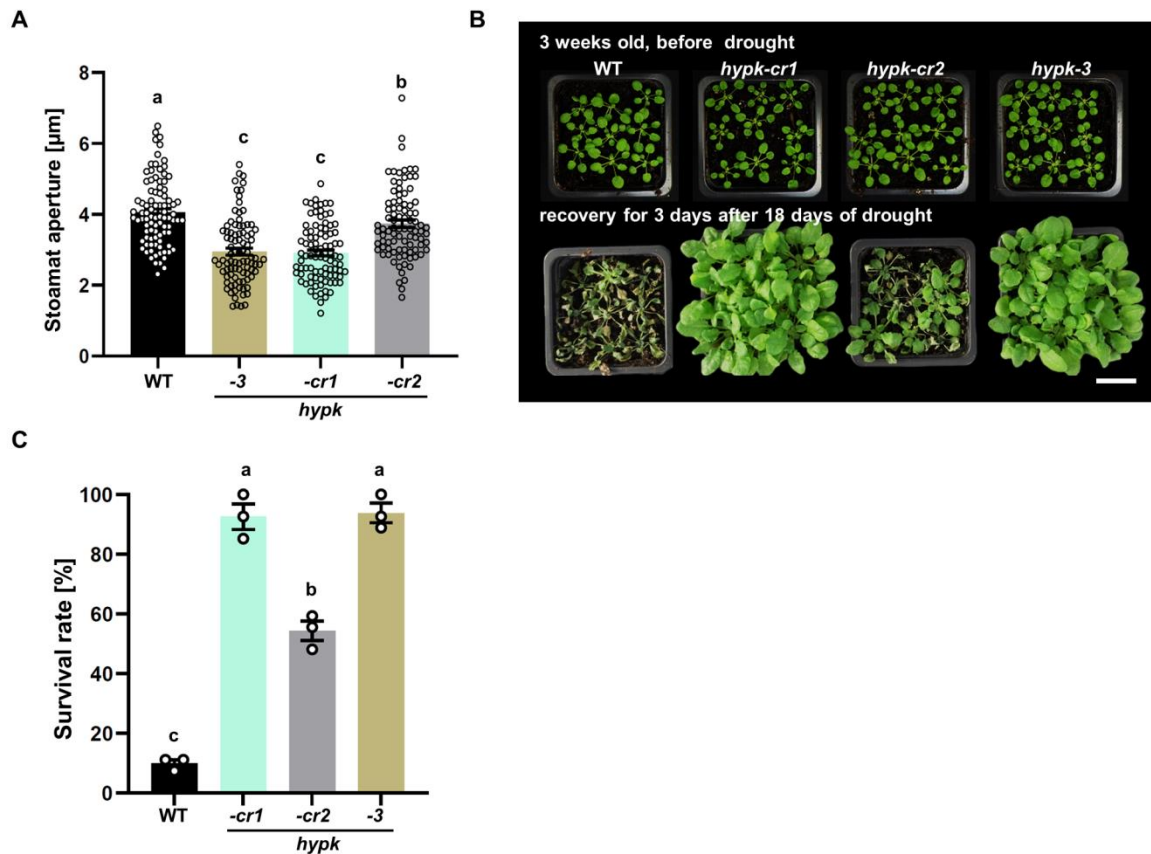 A
Stoamat aperture [µm]
8
6
4
2
0
a
c
c
b
WT
-3
-cr1
-cr2
hypk
B
3 weeks old, before drought
WT
hypk-cr1
hypk-cr2
hypk-3
recovery for 3 days after 18 days of drought
C
Survival rate [%]
100
80
60
40
20
0
c
a
b
a
WT
-cr1
-cr2
-3
hypk